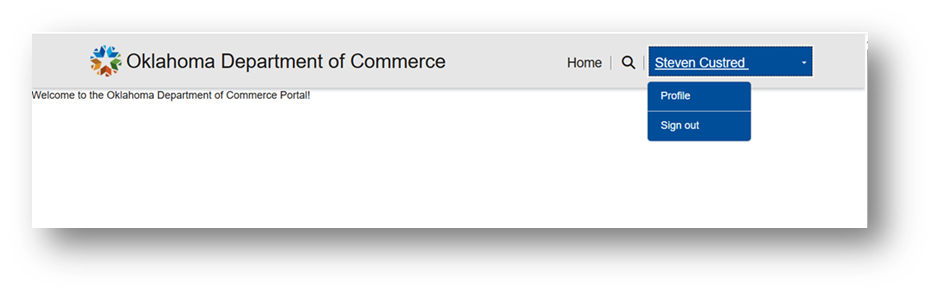 Oklahoma Department of Commerce
Home
Steven Custred
Welcome to the Oklahoma Department of Commerce Portal!
Profile
Sign out